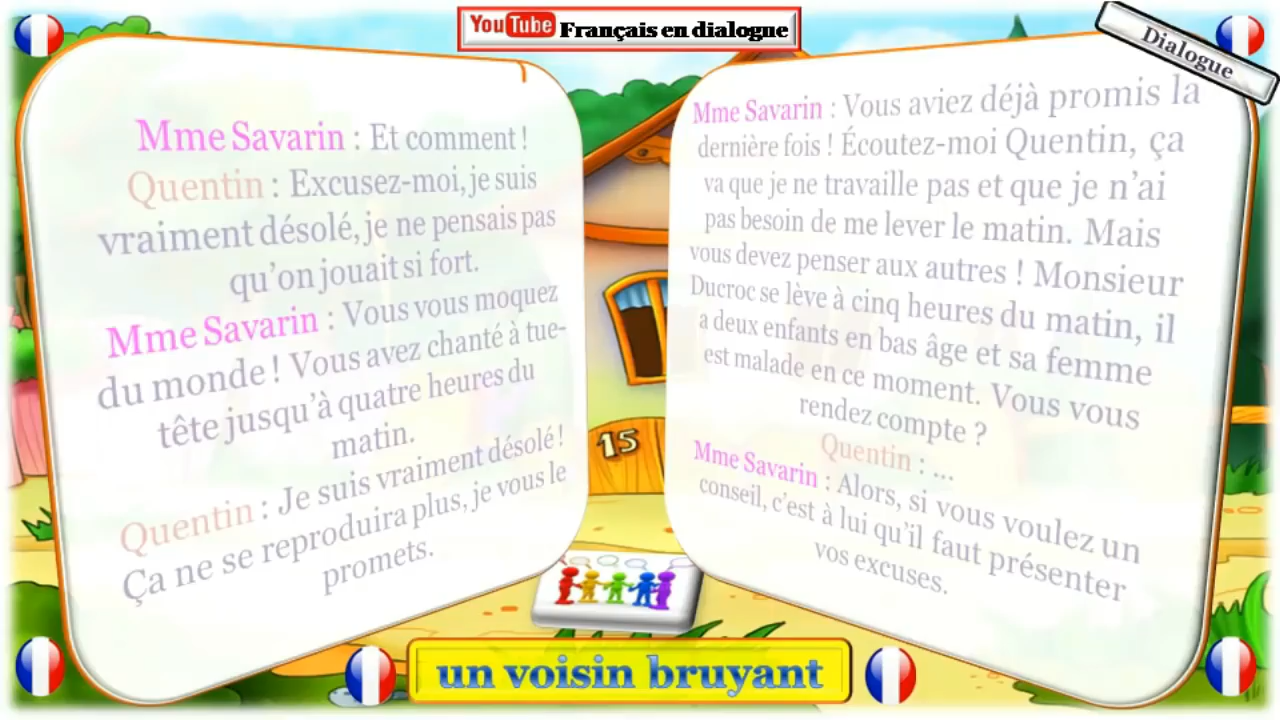 YouTube Français en dialogue
Dialogue
Mme Savarin : Et comment !
Quentin : Excusez-moi, je suis
vraiment désolé, je ne pensais pas
qu'on jouait si fort.
Mme Savarin : Vous vous moquez
du monde ! Vous avez chanté à tue-
tête jusqu'à quatre heures du
matin.
Quentin : Je suis vraiment désolé !
Ça ne se reproduira plus, je vous le
promets.
Mme Savarin : Vous aviez déjà promis la
dernière fois ! Écoutez-moi Quentin, ça
va que je ne travaille pas et que je n'ai
pas besoin de me lever le matin. Mais
vous devez penser aux autres ! Monsieur
Ducroc se lève à cinq heures du matin, il
a deux enfants en bas âge et sa femme
est malade en ce moment. Vous vous
rendez compte ?
Quentin : ...
Mme Savarin : Alors, si vous voulez un
conseil, c'est à lui qu'il faut présenter
vos excuses.
15
un voisin bruyant